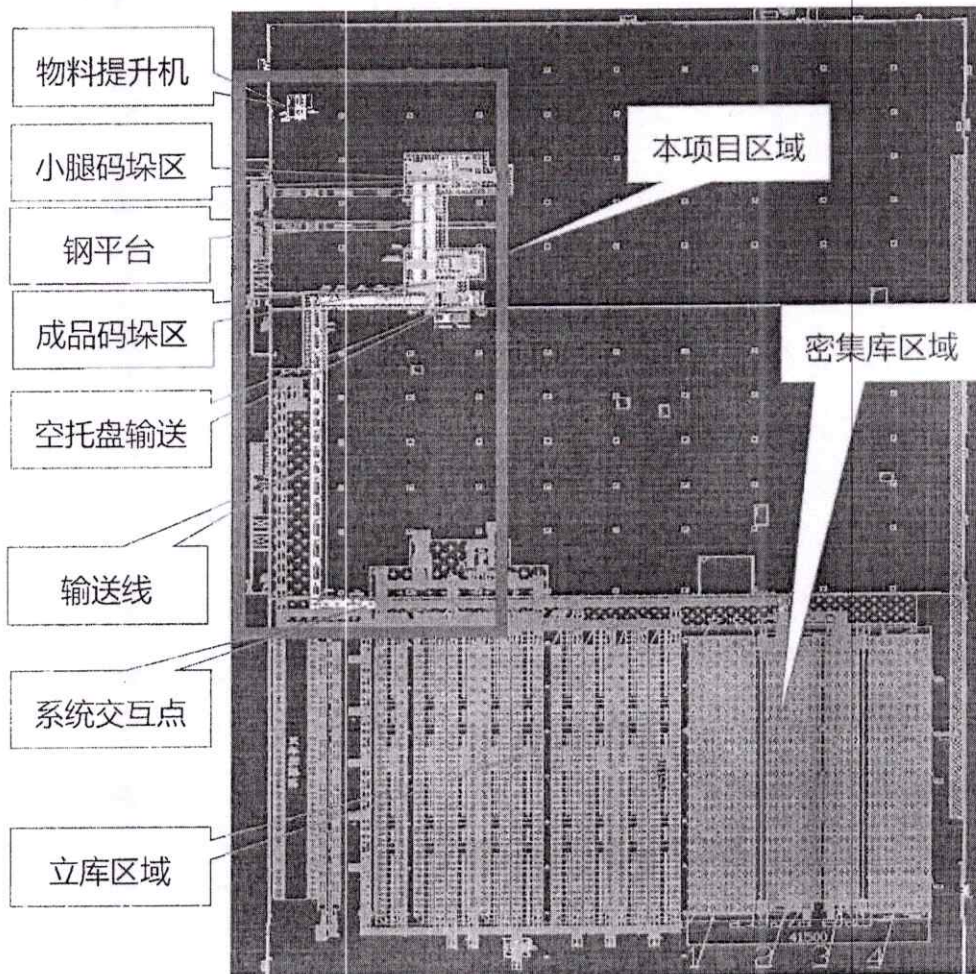 物料提升机
小腿码垛区
本项目区域
钢平台
成品码垛区
密集库区域
空托盘输送
输送线
系统交互点
立库区域
41500
1 2 3 4